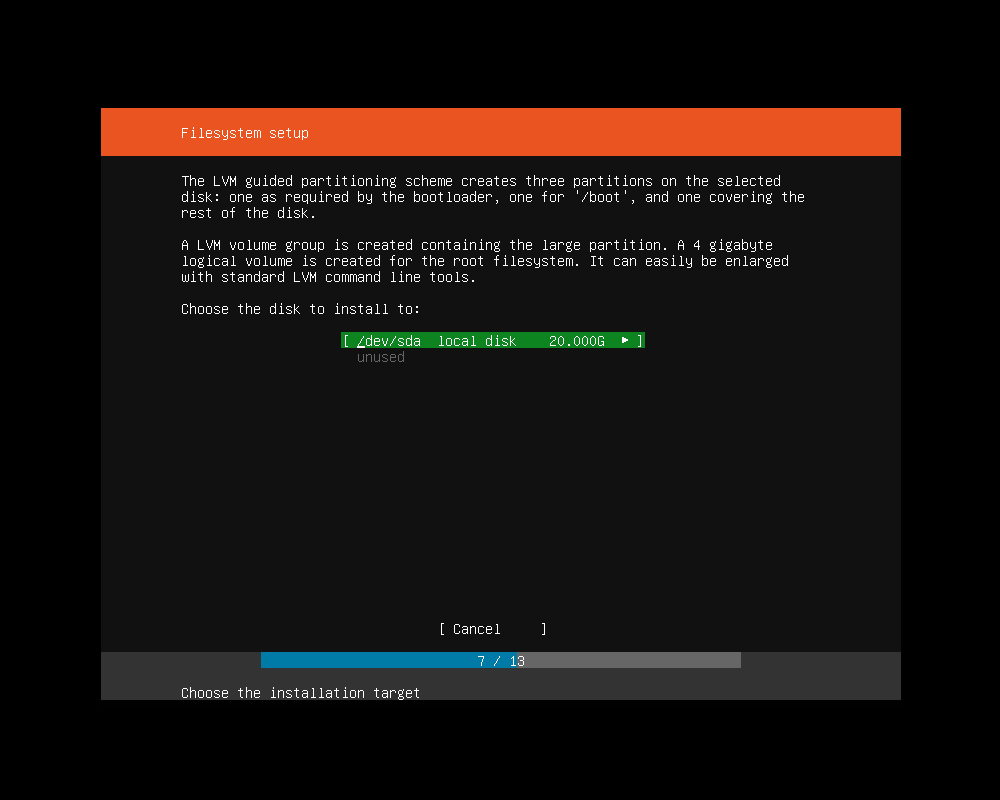 Filesystem setup
The LVM guided partitioning scheme creates three partitions on the selected
disk: one as required by the bootloader, one for '/boot', and one covering the
rest of the disk.
A LVM volume group is created containing the large partition. A 4 gigabyte
logical volume is created for the root filesystem. It can easily be enlarged
with standard LVM command line tools.
Choose the disk to install to:
[ /dev/sda  local disk    20.000G  ▸ ]
unused
[ Cancel     ]
7 / 13
Choose the installation target